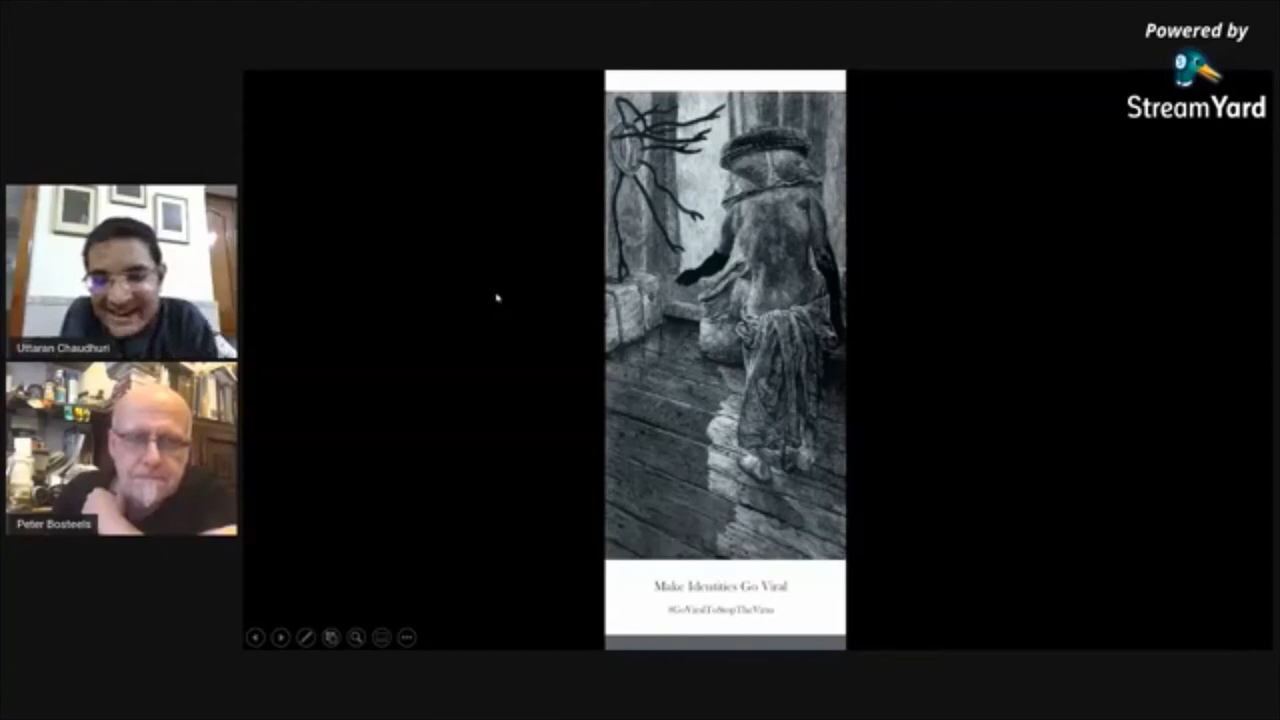 Powered by
StreamYard
Uttaran Chaudhuri
Peter Bosteels
Make Identities Go Viral
#GoViralToStopTheVirus